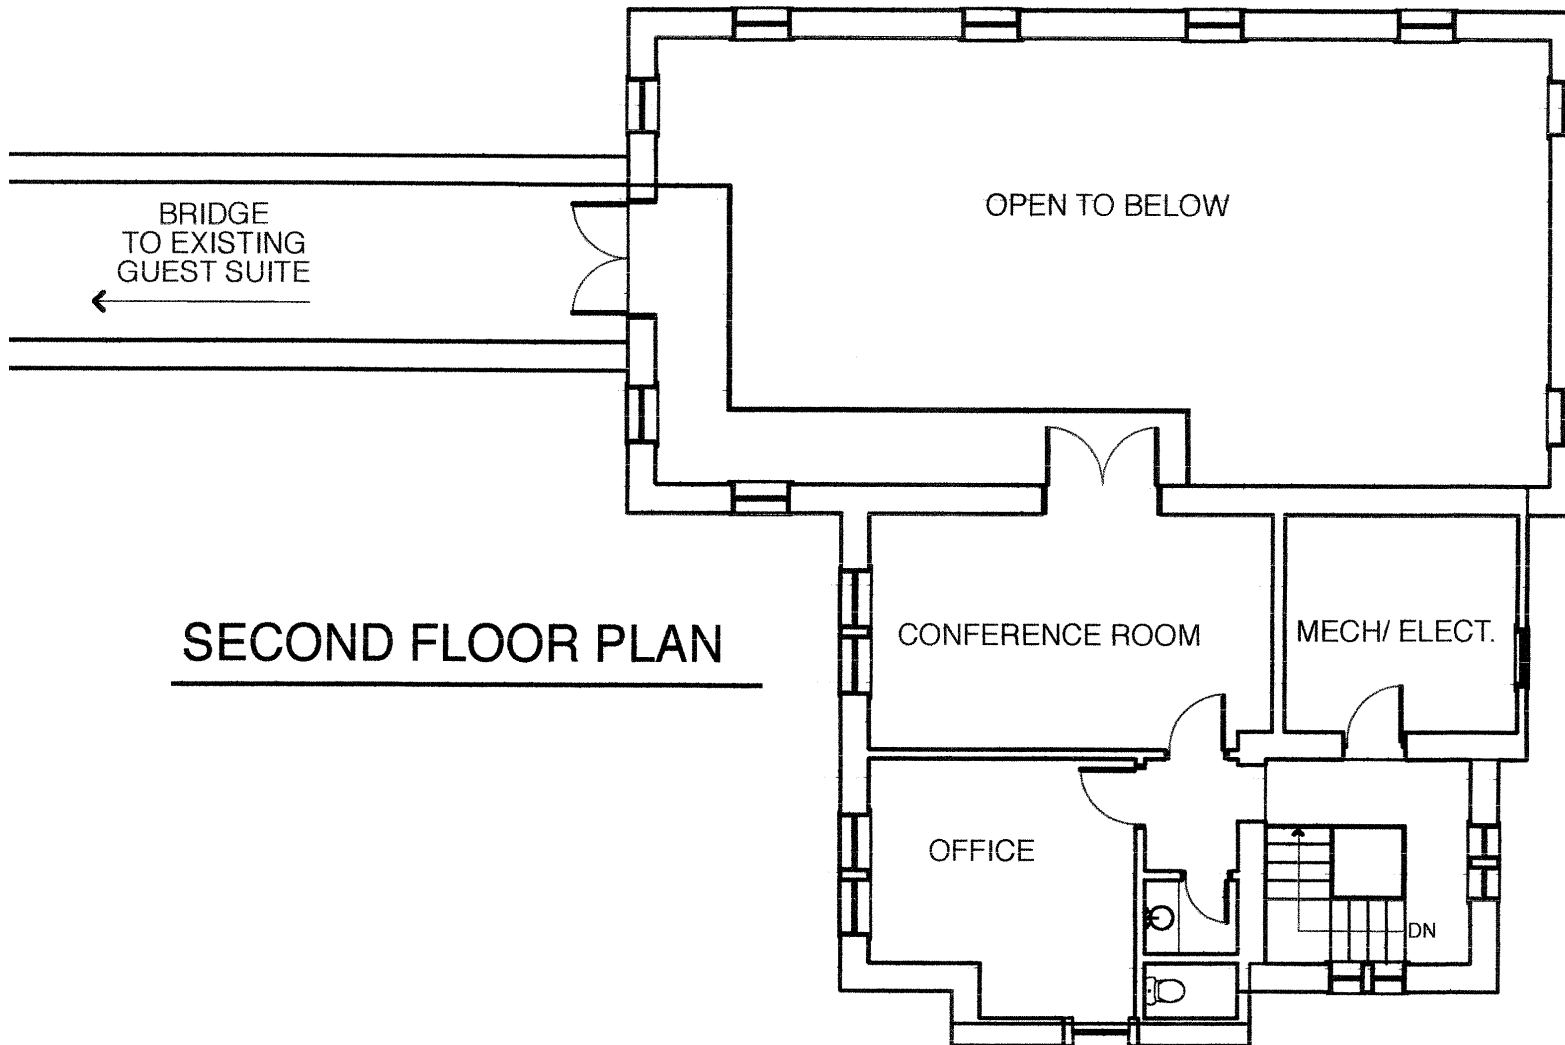 BRIDGE
TO EXISTING
GUEST SUITE
OPEN TO BELOW
SECOND FLOOR PLAN
CONFERENCE ROOM
MECH/ ELECT.
OFFICE
DN